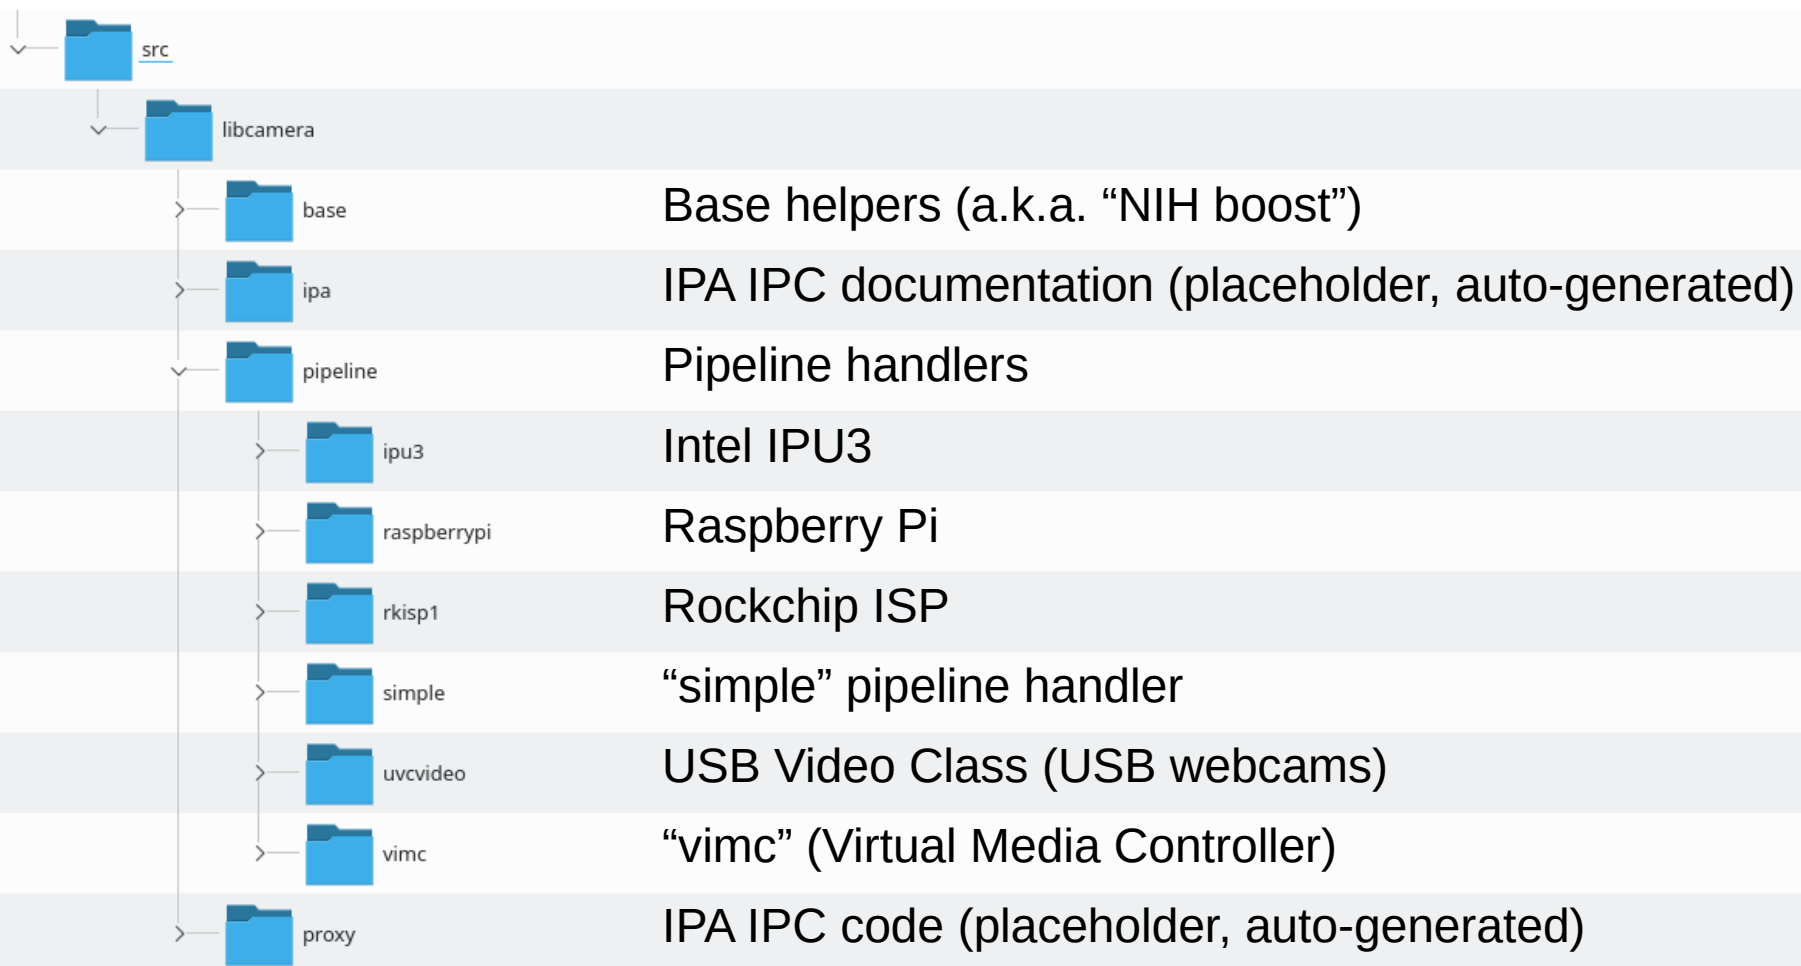 src
libcamera
base Base helpers (a.k.a. “NIH boost”)
ipa IPA IPC documentation (placeholder, auto-generated)
pipeline Pipeline handlers
ipu3 Intel IPU3
raspberrypi Raspberry Pi
rkisp1 Rockchip ISP
simple “simple” pipeline handler
uvcvideo USB Video Class (USB webcams)
vimc “vimc” (Virtual Media Controller)
proxy IPA IPC code (placeholder, auto-generated)